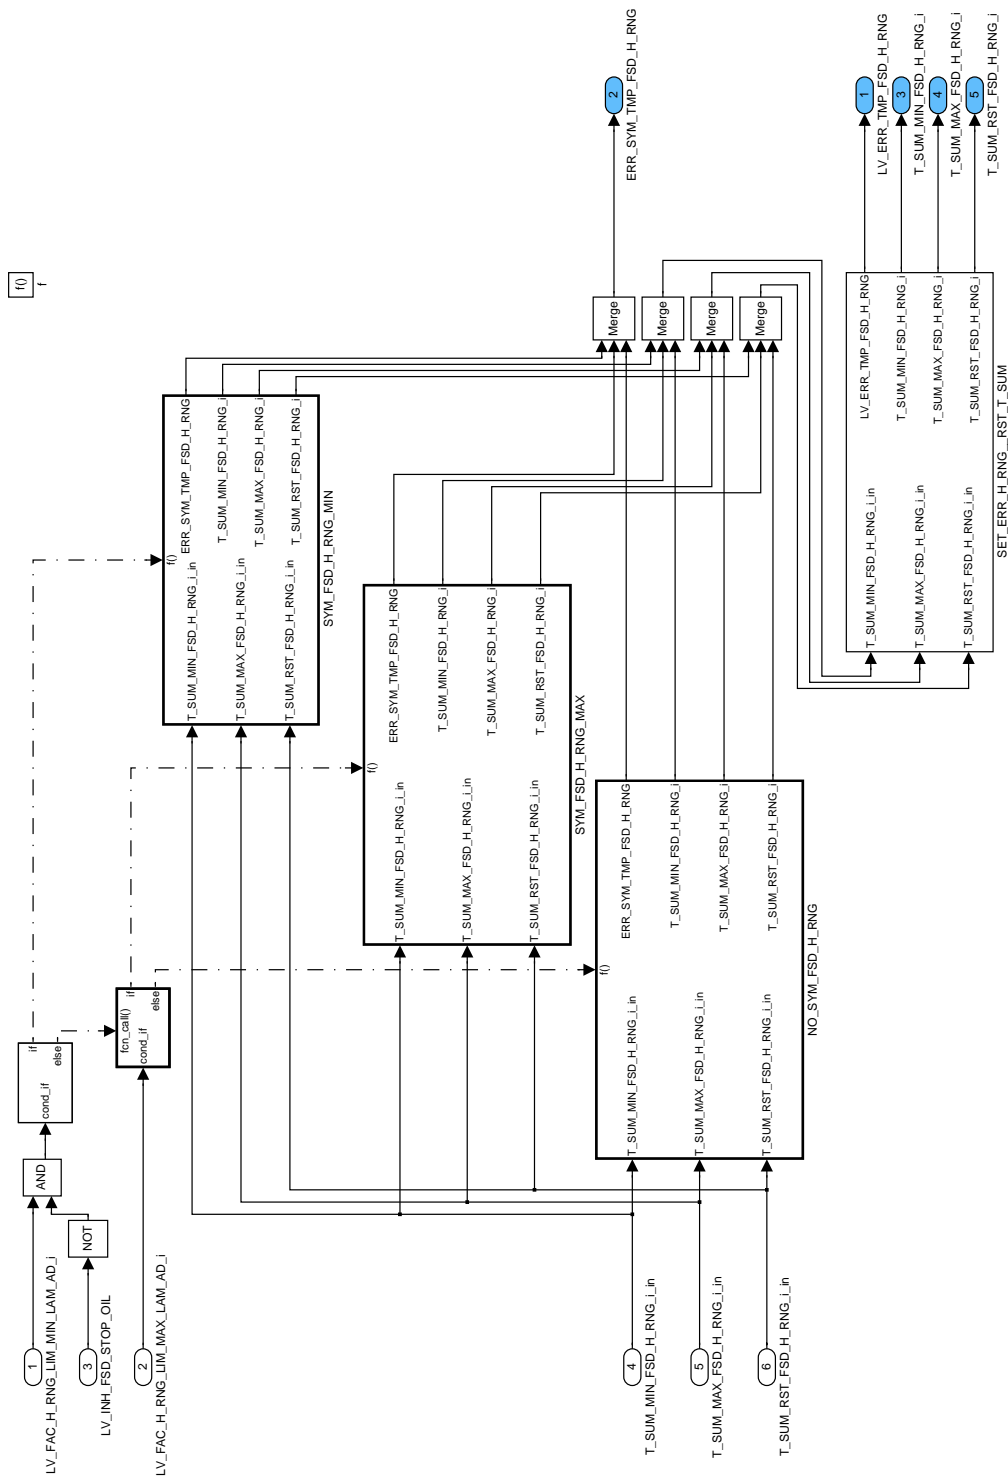 f()
f
1
LV_FAC_H_RNG_LIM_MIN_LAM_AD_i
3
LV_INH_FSD_STOP_OIL
2
LV_FAC_H_RNG_LIM_MAX_LAM_AD_i
NOT
AND
cond_if
if
else
fcn_call()
cond_if
if
else
f()
T_SUM_MIN_FSD_H_RNG_i_in
T_SUM_MAX_FSD_H_RNG_i_in
T_SUM_RST_FSD_H_RNG_i_in
ERR_SYM_TMP_FSD_H_RNG
T_SUM_MIN_FSD_H_RNG_i
T_SUM_MAX_FSD_H_RNG_i
T_SUM_RST_FSD_H_RNG_i
SYM_FSD_H_RNG_MIN
f()
T_SUM_MIN_FSD_H_RNG_i_in
T_SUM_MAX_FSD_H_RNG_i_in
T_SUM_RST_FSD_H_RNG_i_in
ERR_SYM_TMP_FSD_H_RNG
T_SUM_MIN_FSD_H_RNG_i
T_SUM_MAX_FSD_H_RNG_i
T_SUM_RST_FSD_H_RNG_i
SYM_FSD_H_RNG_MAX
4
T_SUM_MIN_FSD_H_RNG_i_in
5
T_SUM_MAX_FSD_H_RNG_i_in
6
T_SUM_RST_FSD_H_RNG_i_in
f()
T_SUM_MIN_FSD_H_RNG_i_in
T_SUM_MAX_FSD_H_RNG_i_in
T_SUM_RST_FSD_H_RNG_i_in
ERR_SYM_TMP_FSD_H_RNG
T_SUM_MIN_FSD_H_RNG_i
T_SUM_MAX_FSD_H_RNG_i
T_SUM_RST_FSD_H_RNG_i
NO_SYM_FSD_H_RNG
Merge
Merge
Merge
Merge
2
ERR_SYM_TMP_FSD_H_RNG
T_SUM_MIN_FSD_H_RNG_i_in
T_SUM_MAX_FSD_H_RNG_i_in
T_SUM_RST_FSD_H_RNG_i_in
LV_ERR_TMP_FSD_H_RNG
T_SUM_MIN_FSD_H_RNG_i
T_SUM_MAX_FSD_H_RNG_i
T_SUM_RST_FSD_H_RNG_i
SET_ERR_H_RNG__RST_T_SUM
1
LV_ERR_TMP_FSD_H_RNG
3
T_SUM_MIN_FSD_H_RNG_i
4
T_SUM_MAX_FSD_H_RNG_i
5
T_SUM_RST_FSD_H_RNG_i